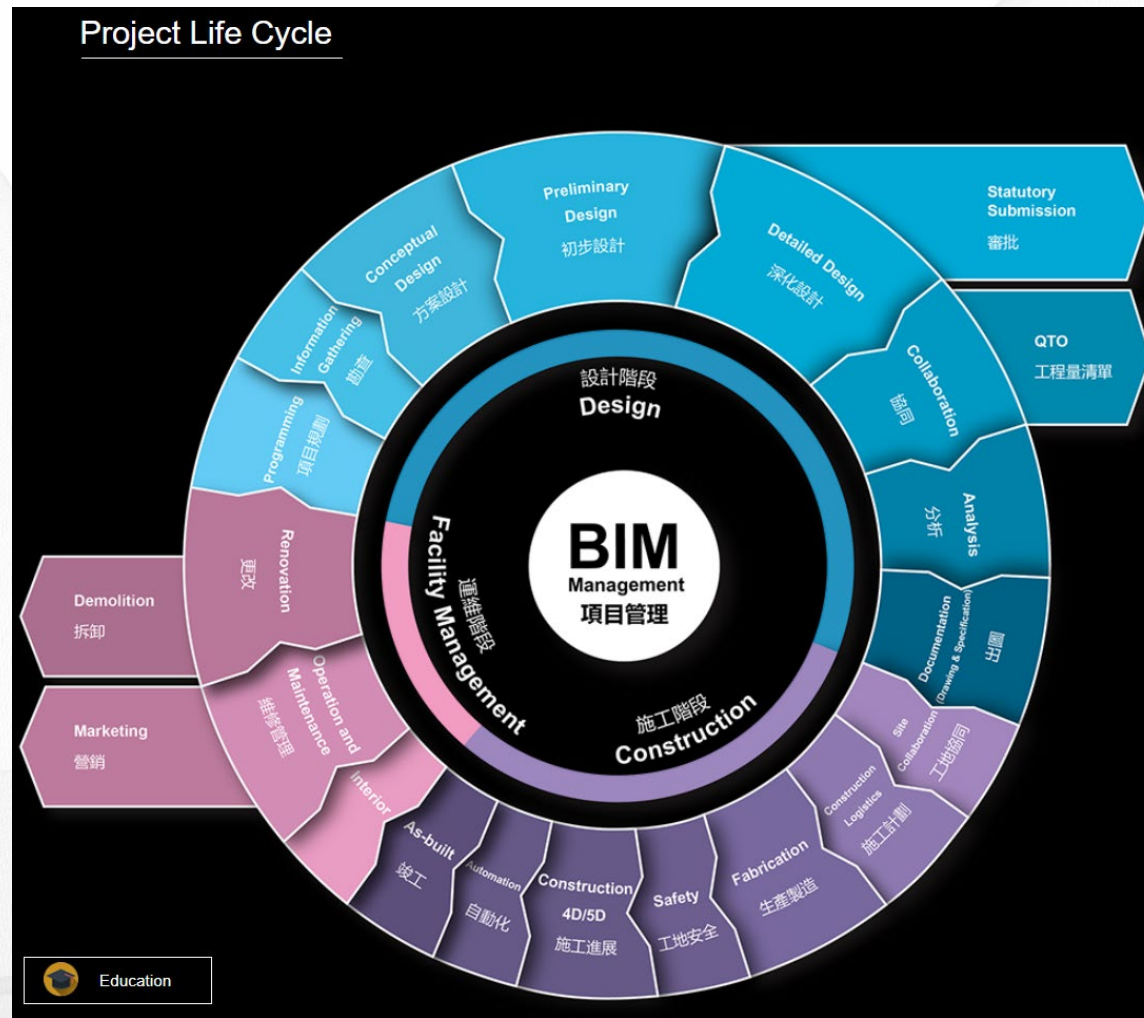 Project Life Cycle
Preliminary
Design
初步設計
Detailed Design
深化設計
Statutory
Submission
審批
Collaboration
協同
QTO
工程量清單
Analysis
分析
Documentation
(Drawing & Specification)
圖出
Site
Collaboration
工地協同
Construction
Logistics
施工計劃
Fabrication
生產製造
Safety
工地安全
Construction
4D/5D
施工進展
Automation
自動化
As-built
竣工
Interior
Operation and
Maintenance
維修管理
Marketing
營銷
Renovation
更改
Demolition
拆卸
Programming
項目規劃
Information
Gathering
勘查
Conceptual
Design
方案設計
設計階段
Design
施工階段
Construction
運維階段
Facility Management
BIM
Management
項目管理
Education